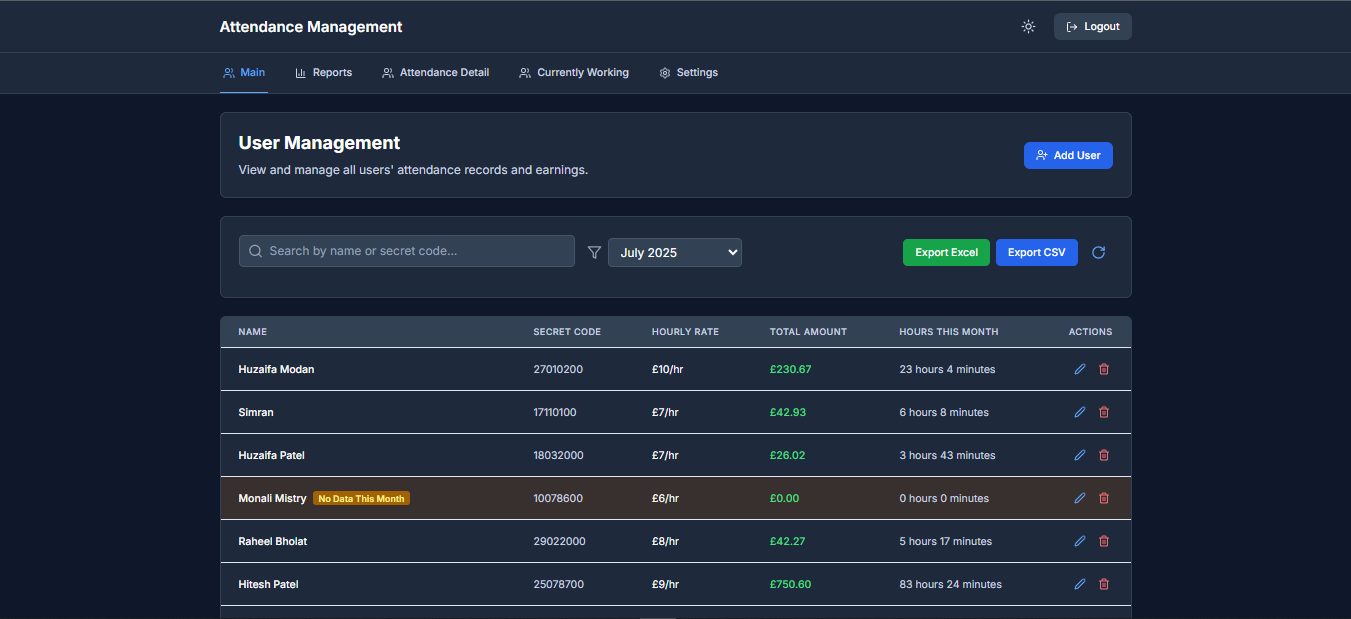 Attendance Management
Logout
Main Reports Attendance Detail Currently Working Settings
User Management
View and manage all users' attendance records and earnings.
Add User
Search by name or secret code...
July 2025
Export Excel Export CSV
NAME SECRET CODE HOURLY RATE TOTAL AMOUNT HOURS THIS MONTH ACTIONS
Huzaifa Modan 27010200 £10/hr £230.67 23 hours 4 minutes
Simran 17110100 £7/hr £42.93 6 hours 8 minutes
Huzaifa Patel 18032000 £7/hr £26.02 3 hours 43 minutes
Monali Mistry No Data This Month 10078600 £6/hr £0.00 0 hours 0 minutes
Raheel Bholat 29022000 £8/hr £42.27 5 hours 17 minutes
Hitesh Patel 25078700 £9/hr £750.60 83 hours 24 minutes